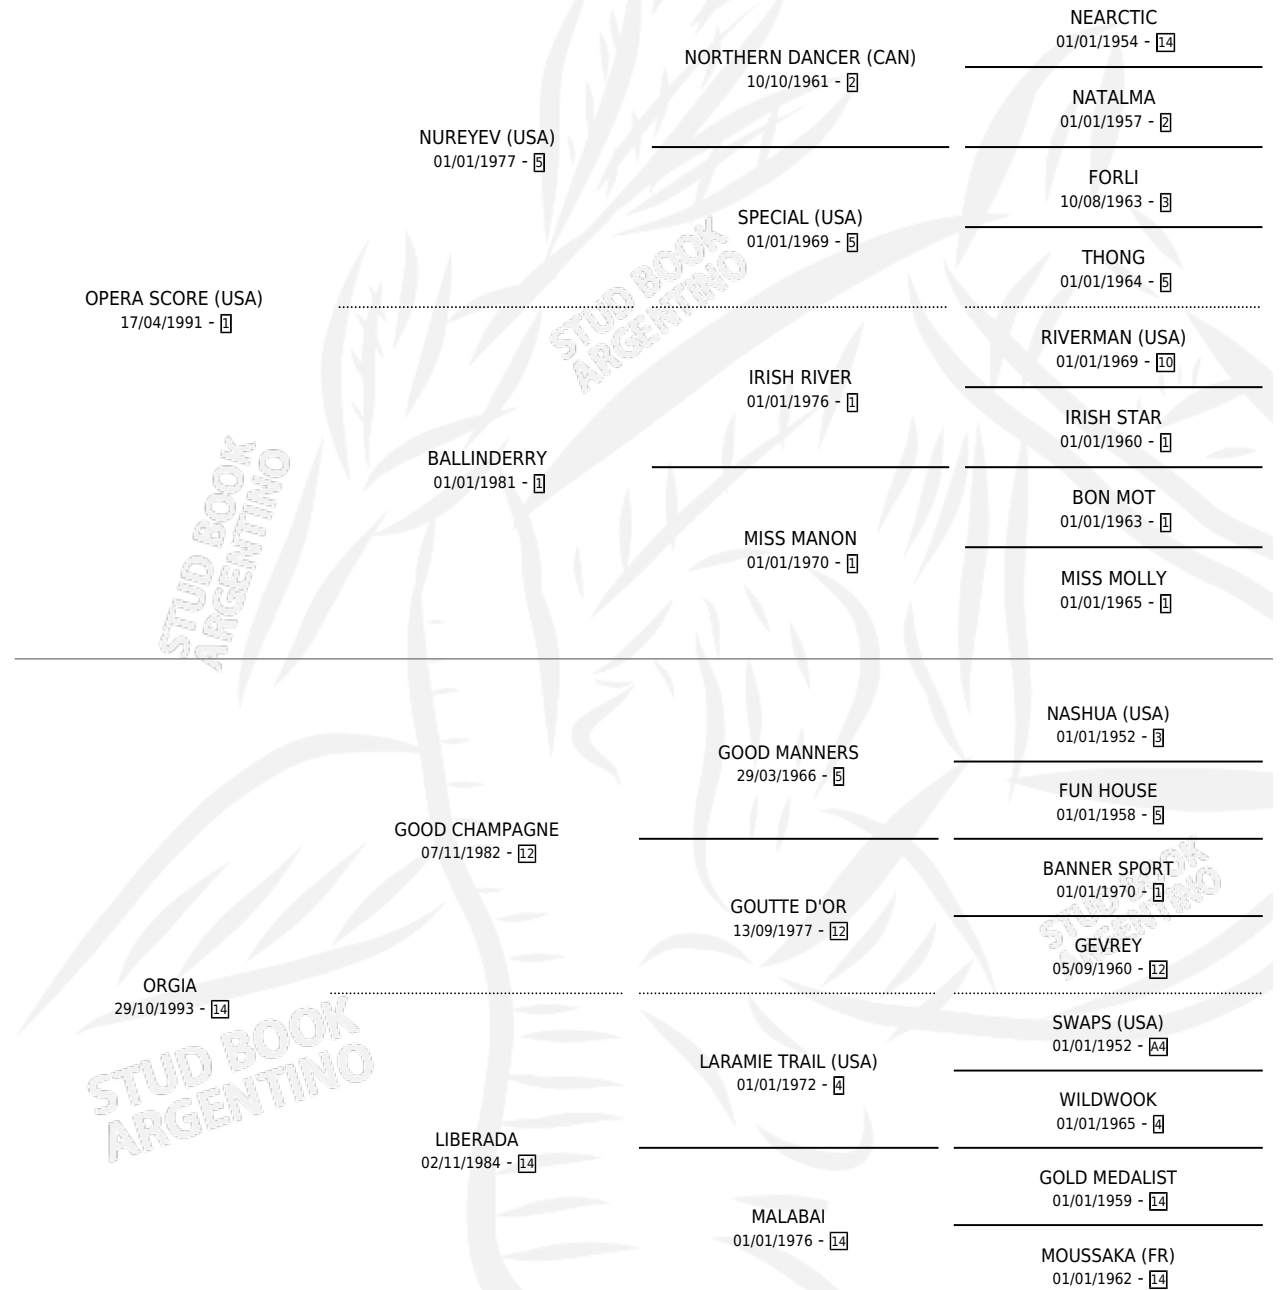 NEARCTIC
01/01/1954 - 14
NORTHERN DANCER (CAN)
10/10/1961 - 2
NATALMA
01/01/1957 - 2
NUREYEV (USA)
01/01/1977 - 5
FORLI
10/08/1963 - 3
SPECIAL (USA)
01/01/1969 - 5
THONG
01/01/1964 - 5
OPERA SCORE (USA)
17/04/1991 - 1
RIVERMAN (USA)
01/01/1969 - 10
IRISH RIVER
01/01/1976 - 1
IRISH STAR
01/01/1960 - 1
BALLINDERRY
01/01/1981 - 1
BON MOT
01/01/1963 - 1
MISS MANON
01/01/1970 - 1
MISS MOLLY
01/01/1965 - 1
NASHUA (USA)
01/01/1952 - 3
GOOD MANNERS
29/03/1966 - 5
FUN HOUSE
01/01/1958 - 5
GOOD CHAMPAGNE
07/11/1982 - 12
BANNER SPORT
01/01/1970 - 1
GOUTTE D'OR
13/09/1977 - 12
GEVREY
05/09/1960 - 12
ORGIA
29/10/1993 - 14
SWAPS (USA)
01/01/1952 - A4
LARAMIE TRAIL (USA)
01/01/1972 - 4
WILDWOOK
01/01/1965 - 4
LIBERADA
02/11/1984 - 14
GOLD MEDALIST
01/01/1959 - 14
MALABAI
01/01/1976 - 14
MOUSSAKA (FR)
01/01/1962 - 14
STUD BOOK
ARGENTINO
STUD BOOK
ARGENTINO
STUD BOOK
ARGENTINO
STUD BOOK
ARGENTINO